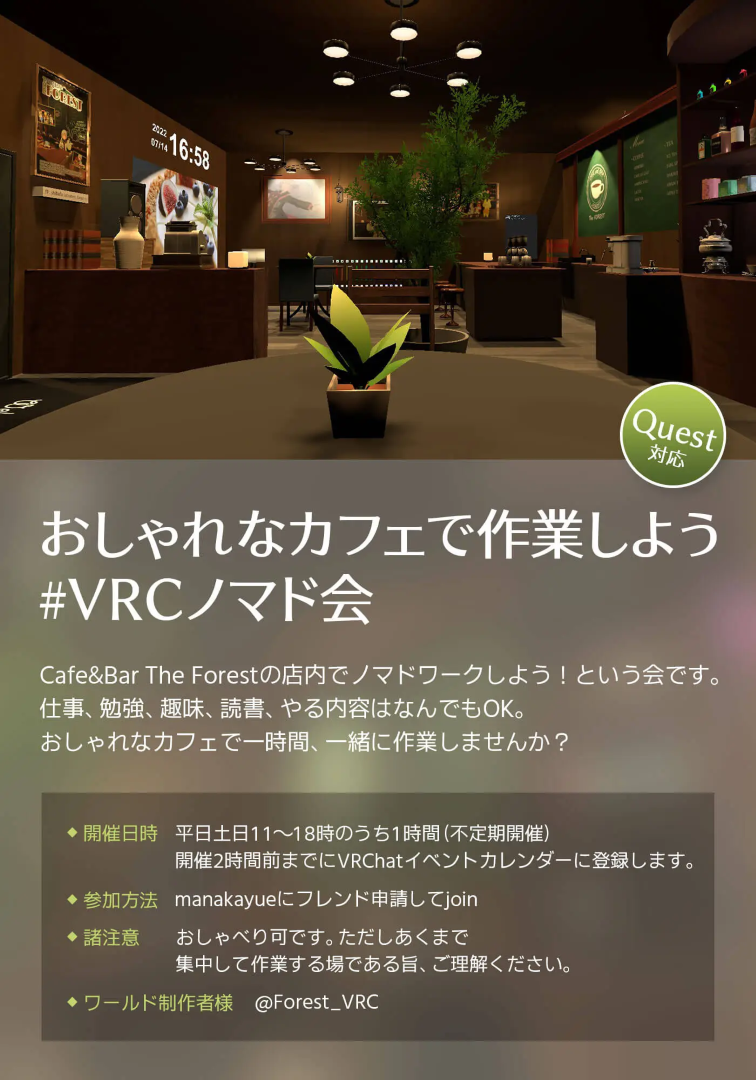 FOREST
2022
07/14 16:58
The FOREST
Quest
対応
おしゃれなカフェで作業しよう
#VRCノマド会
Cafe&Bar The Forestの店内でノマドワークしよう！という会です。
仕事、勉強、趣味、読書、やる内容はなんでもOK。
おしゃれなカフェで一時間、一緒に作業しませんか？
◆ 開催日時 平日土日11～18時のうち1時間（不定期開催）
開催2時間前までにVRChatイベントカレンダーに登録します。
◆ 参加方法 manakayueにフレンド申請してjoin
◆ 諸注意 おしゃべり可です。ただしあくまで
集中して作業する場である旨、ご理解ください。
◆ ワールド制作者様 @Forest_VRC